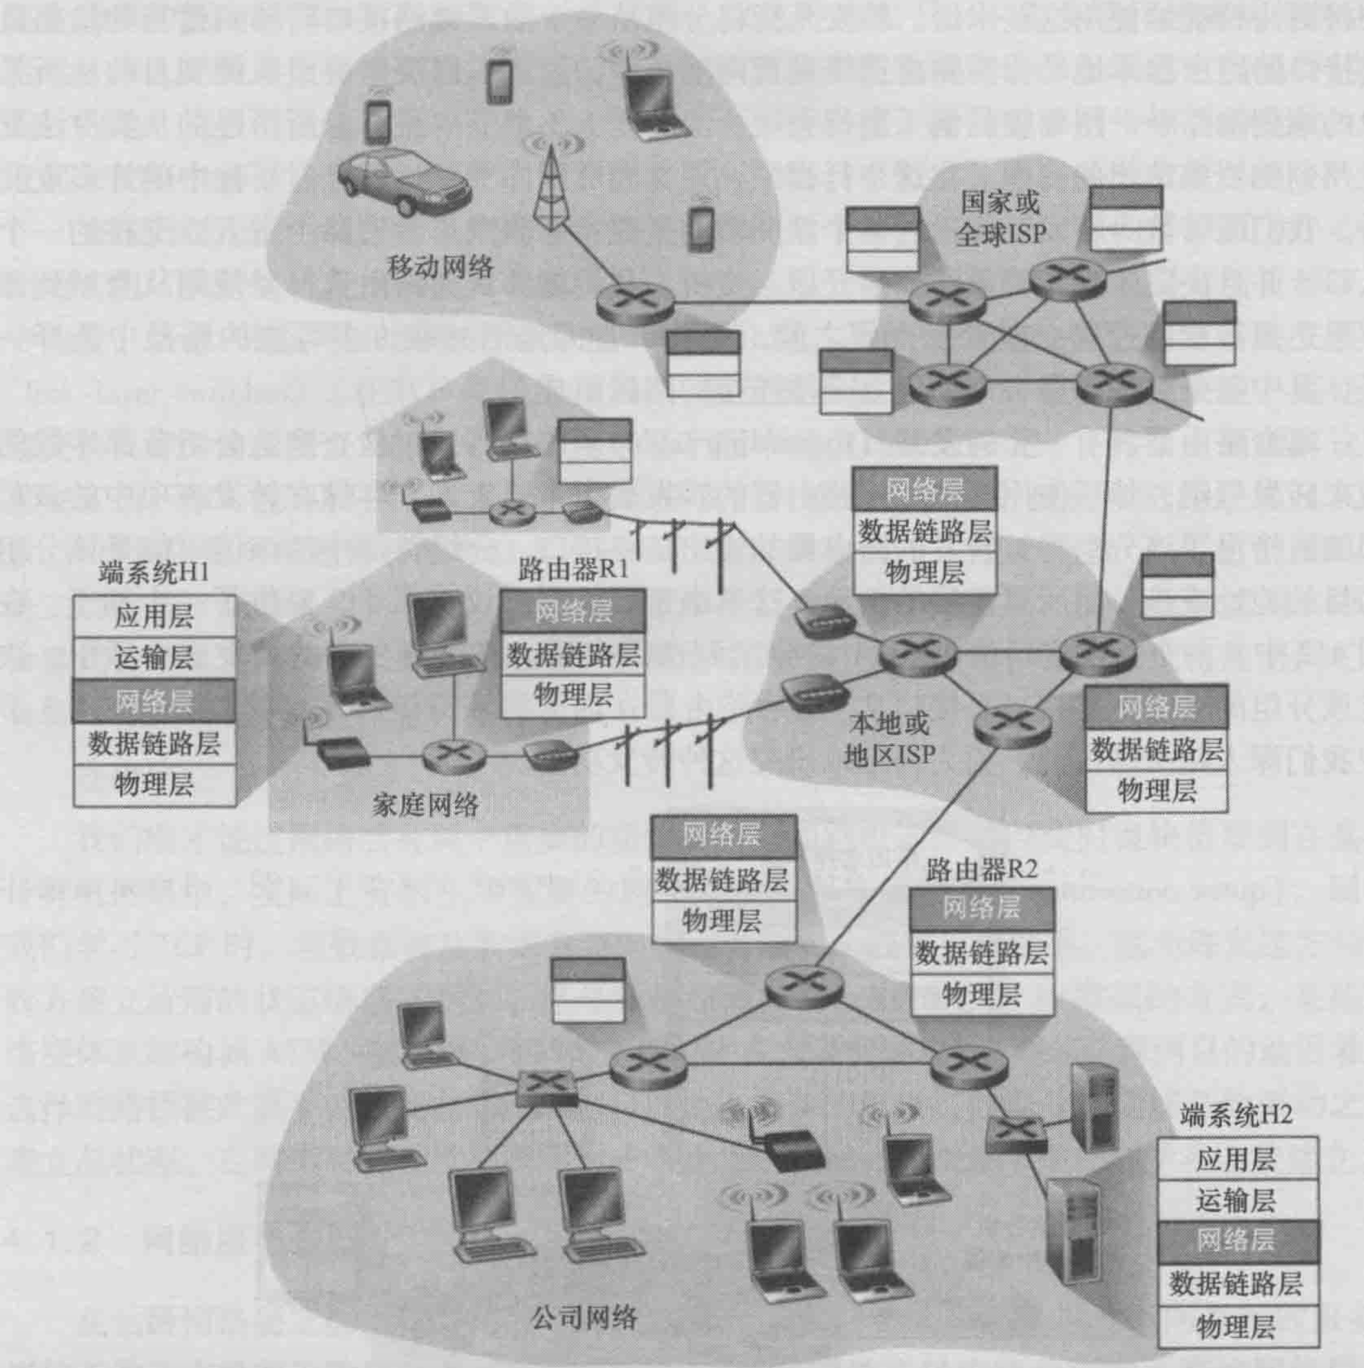 国家或
全球ISP
移动网络
网络层
数据链路层
物理层
端系统H1
应用层
运输层
网络层
数据链路层
物理层
路由器R1
网络层
数据链路层
物理层
本地或
地区ISP
网络层
数据链路层
物理层
家庭网络
网络层
数据链路层
物理层
路由器R2
网络层
数据链路层
物理层
端系统H2
应用层
运输层
网络层
数据链路层
物理层
公司网络